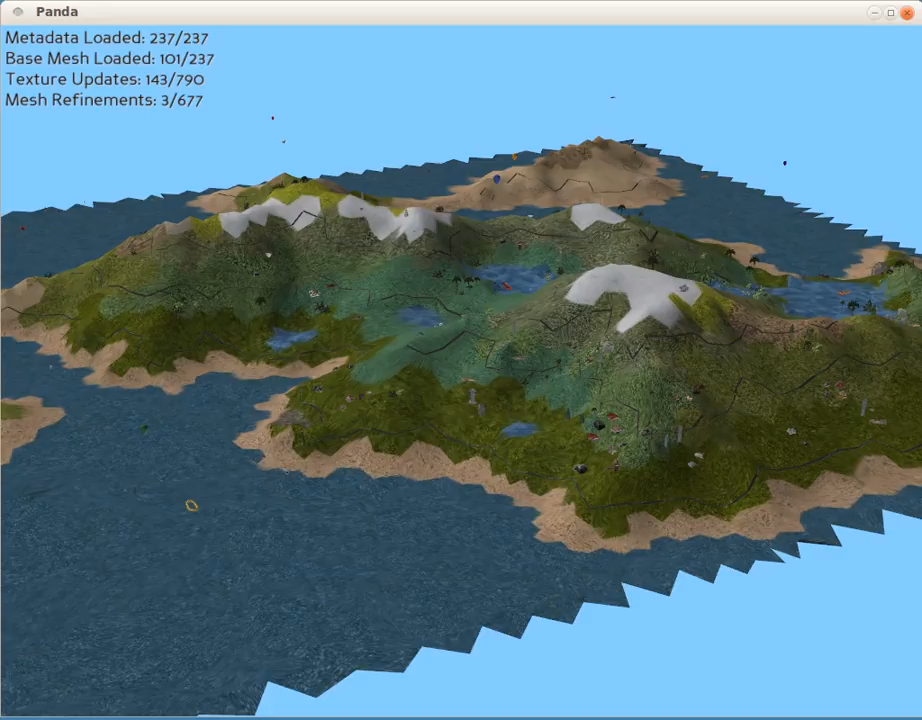 Panda
Metadata Loaded: 237/237
Base Mesh Loaded: 101/237
Texture Updates: 143/790
Mesh Refinements: 3/677